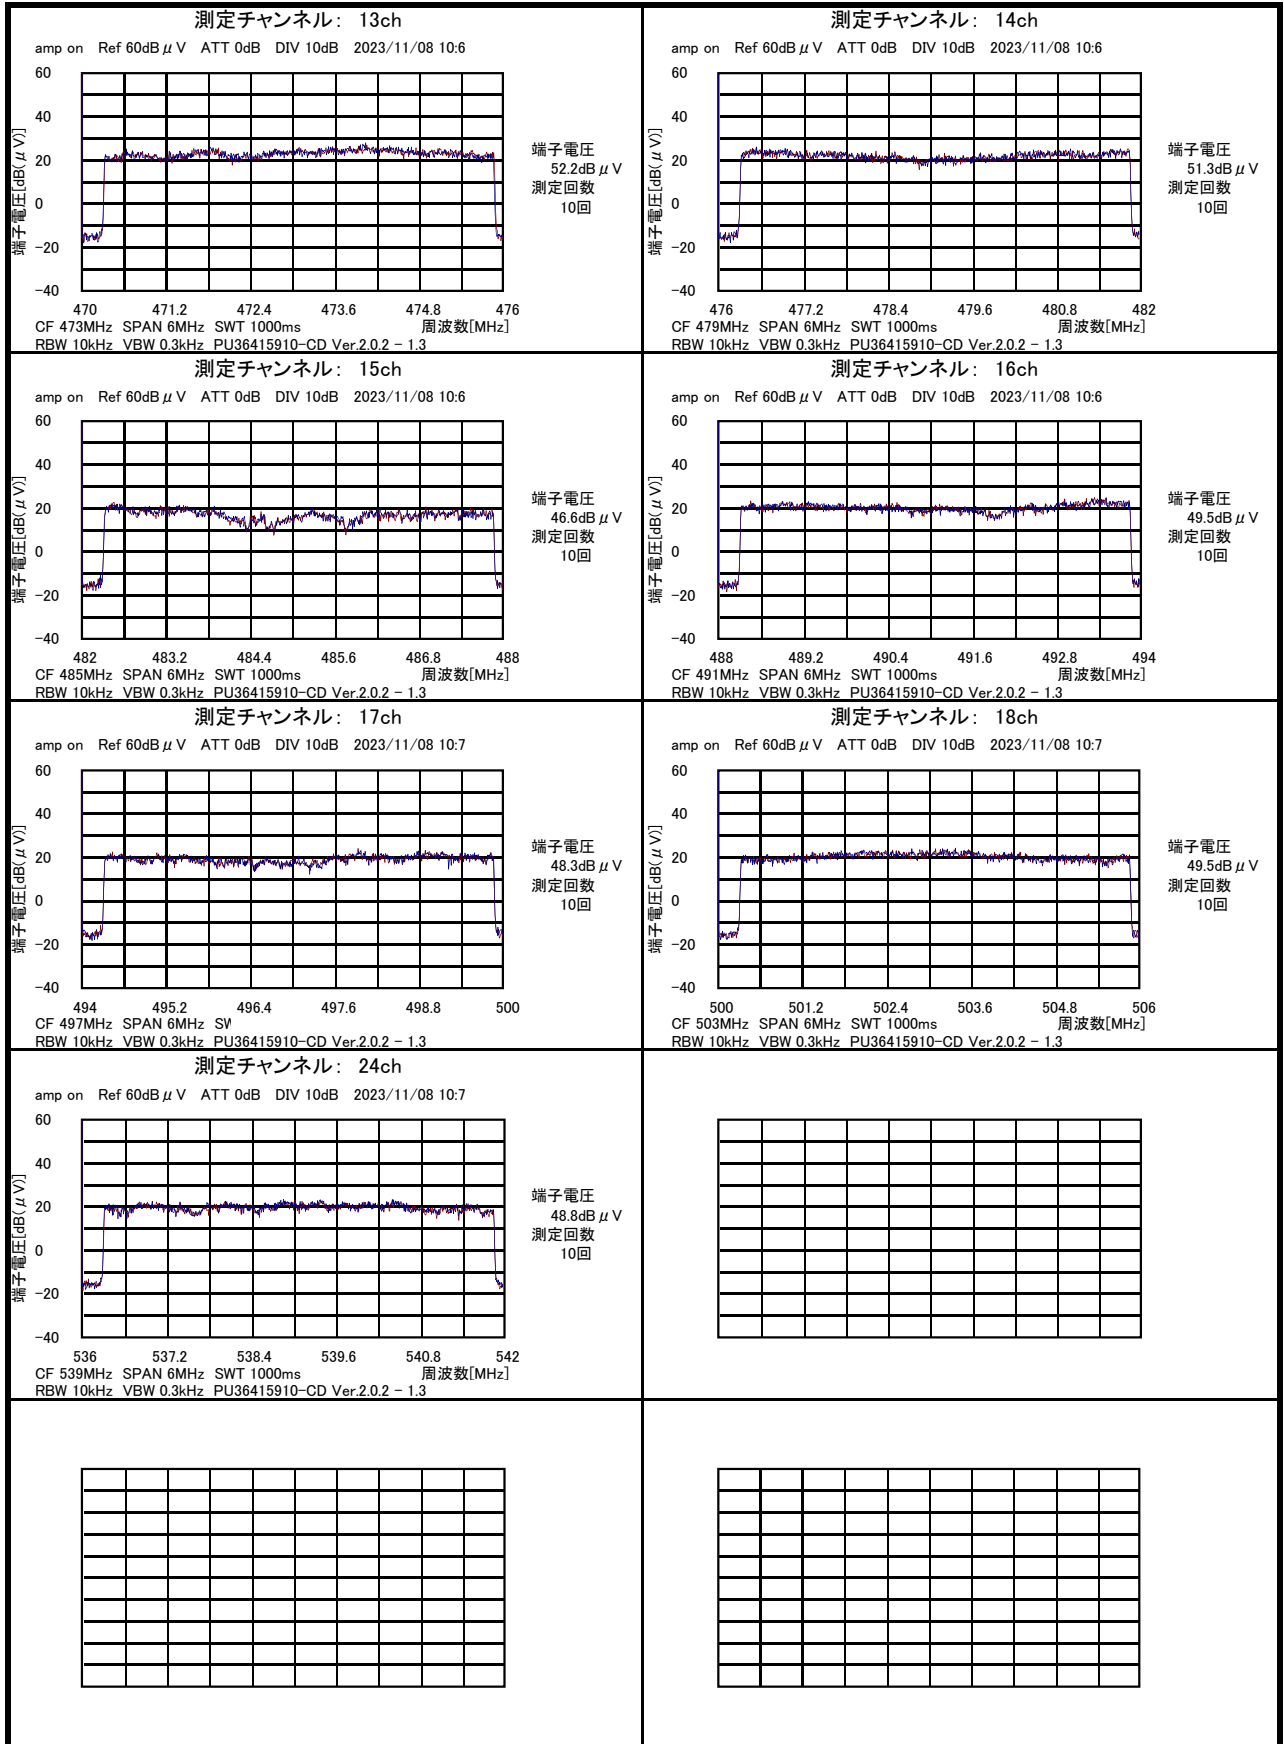 測定チャンネル： 13ch
amp on Ref 60dBμV ATT 0dB DIV 10dB 2023/11/08 10:6
60
40
20
0
−20
−40
端子電圧[dB(μV)]
470 471.2 472.4 473.6 474.8 476
CF 473MHz SPAN 6MHz SWT 1000ms 周波数[MHz]
RBW 10kHz VBW 0.3kHz PU36415910-CD Ver.2.0.2 - 1.3
端子電圧
52.2dBμV
測定回数
10回
測定チャンネル： 14ch
amp on Ref 60dBμV ATT 0dB DIV 10dB 2023/11/08 10:6
60
40
20
0
−20
−40
端子電圧[dB(μV)]
476 477.2 478.4 479.6 480.8 482
CF 479MHz SPAN 6MHz SWT 1000ms 周波数[MHz]
RBW 10kHz VBW 0.3kHz PU36415910-CD Ver.2.0.2 - 1.3
端子電圧
51.3dBμV
測定回数
10回
測定チャンネル： 15ch
amp on Ref 60dBμV ATT 0dB DIV 10dB 2023/11/08 10:6
60
40
20
0
−20
−40
端子電圧[dB(μV)]
482 483.2 484.4 485.6 486.8 488
CF 485MHz SPAN 6MHz SWT 1000ms 周波数[MHz]
RBW 10kHz VBW 0.3kHz PU36415910-CD Ver.2.0.2 - 1.3
端子電圧
46.6dBμV
測定回数
10回
測定チャンネル： 16ch
amp on Ref 60dBμV ATT 0dB DIV 10dB 2023/11/08 10:6
60
40
20
0
−20
−40
端子電圧[dB(μV)]
488 489.2 490.4 491.6 492.8 494
CF 491MHz SPAN 6MHz SWT 1000ms 周波数[MHz]
RBW 10kHz VBW 0.3kHz PU36415910-CD Ver.2.0.2 - 1.3
端子電圧
49.5dBμV
測定回数
10回
測定チャンネル： 17ch
amp on Ref 60dBμV ATT 0dB DIV 10dB 2023/11/08 10:7
60
40
20
0
−20
−40
端子電圧[dB(μV)]
494 495.2 496.4 497.6 498.8 500
CF 497MHz SPAN 6MHz SW
RBW 10kHz VBW 0.3kHz PU36415910-CD Ver.2.0.2 - 1.3
端子電圧
48.3dBμV
測定回数
10回
測定チャンネル： 18ch
amp on Ref 60dBμV ATT 0dB DIV 10dB 2023/11/08 10:7
60
40
20
0
−20
−40
端子電圧[dB(μV)]
500 501.2 502.4 503.6 504.8 506
CF 503MHz SPAN 6MHz SWT 1000ms 周波数[MHz]
RBW 10kHz VBW 0.3kHz PU36415910-CD Ver.2.0.2 - 1.3
端子電圧
49.5dBμV
測定回数
10回
測定チャンネル： 24ch
amp on Ref 60dBμV ATT 0dB DIV 10dB 2023/11/08 10:7
60
40
20
0
−20
−40
端子電圧[dB(μV)]
536 537.2 538.4 539.6 540.8 542
CF 539MHz SPAN 6MHz SWT 1000ms 周波数[MHz]
RBW 10kHz VBW 0.3kHz PU36415910-CD Ver.2.0.2 - 1.3
端子電圧
48.8dBμV
測定回数
10回